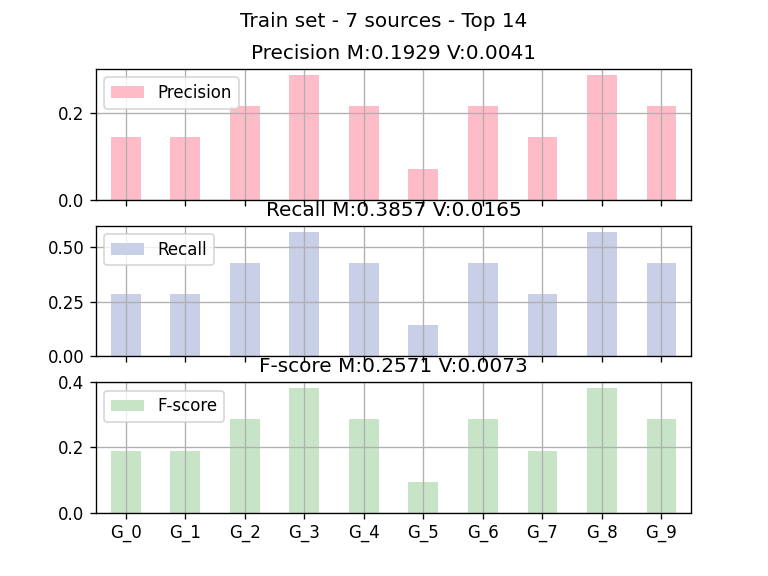 Train set - 7 sources - Top 14
Precision M:0.1929 V:0.0041
Precision
0.2
0.0
Recall M:0.3857 V:0.0165
Recall
0.50
0.25
0.00
F-score M:0.2571 V:0.0073
F-score
0.4
0.2
0.0
G_0 G_1 G_2 G_3 G_4 G_5 G_6 G_7 G_8 G_9